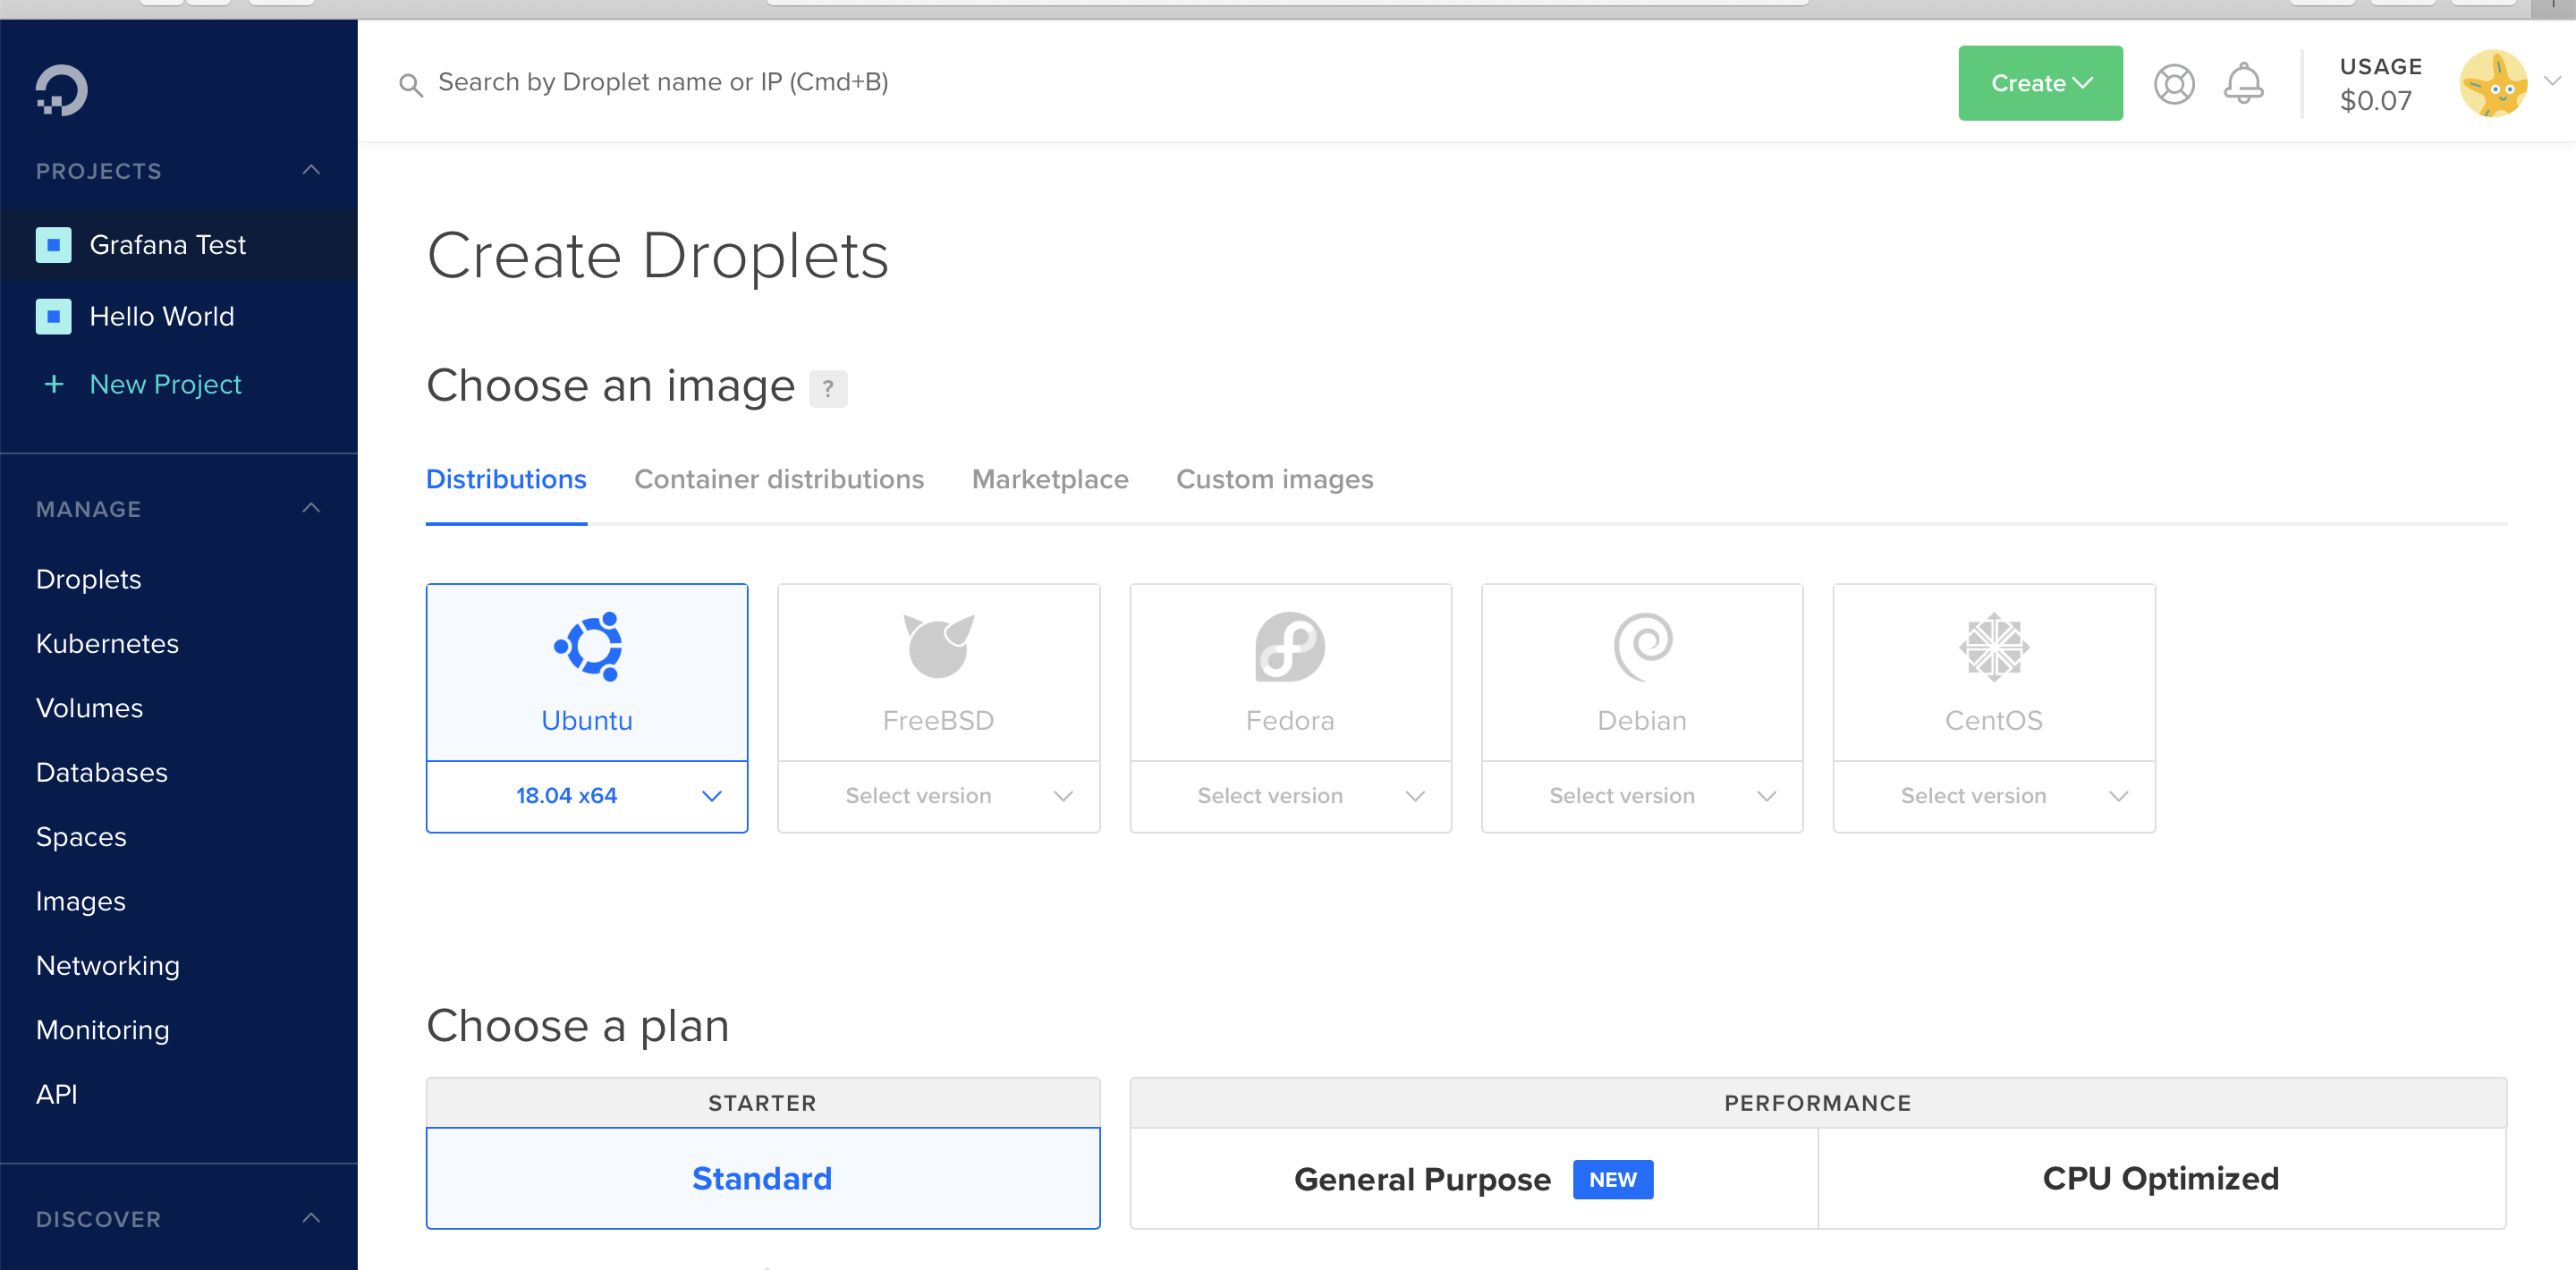 Search by Droplet name or IP (Cmd+B)
Create
USAGE
$0.07
PROJECTS
Grafana Test
Hello World
+ New Project
MANAGE
Droplets
Kubernetes
Volumes
Databases
Spaces
Images
Networking
Monitoring
API
DISCOVER
Create Droplets
Choose an image ?
Distributions Container distributions Marketplace Custom images
Ubuntu FreeBSD Fedora Debian CentOS
18.04 x64 Select version Select version Select version Select version
Choose a plan
STARTER PERFORMANCE
Standard General Purpose NEW CPU Optimized